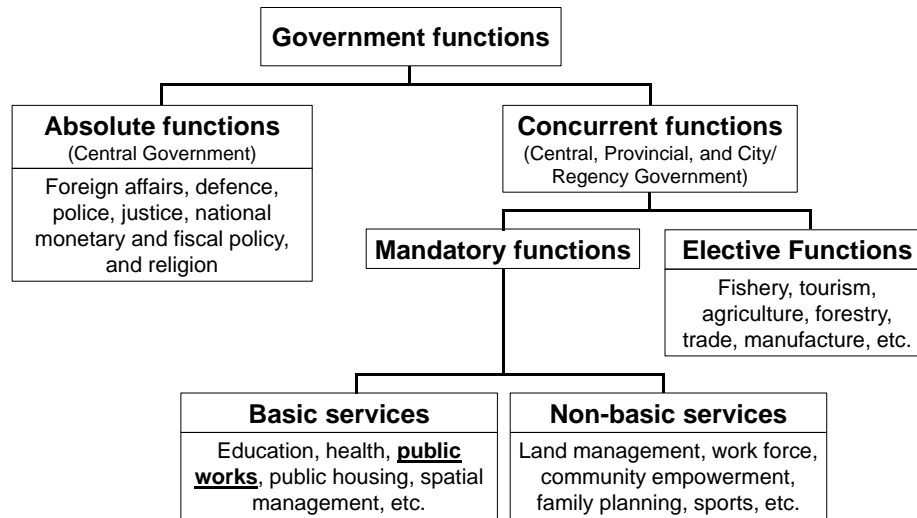 Government functions
Absolute functions
(Central Government)
Foreign affairs, defence,
police, justice, national
monetary and fiscal policy,
and religion
Concurrent functions
(Central, Provincial, and City/
Regency Government)
Mandatory functions
Elective Functions
Fishery, tourism,
agriculture, forestry,
trade, manufacture, etc.
Basic services
Education, health, public
works, public housing, spatial
management, etc.
Non-basic services
Land management, work force,
community empowerment,
family planning, sports, etc.